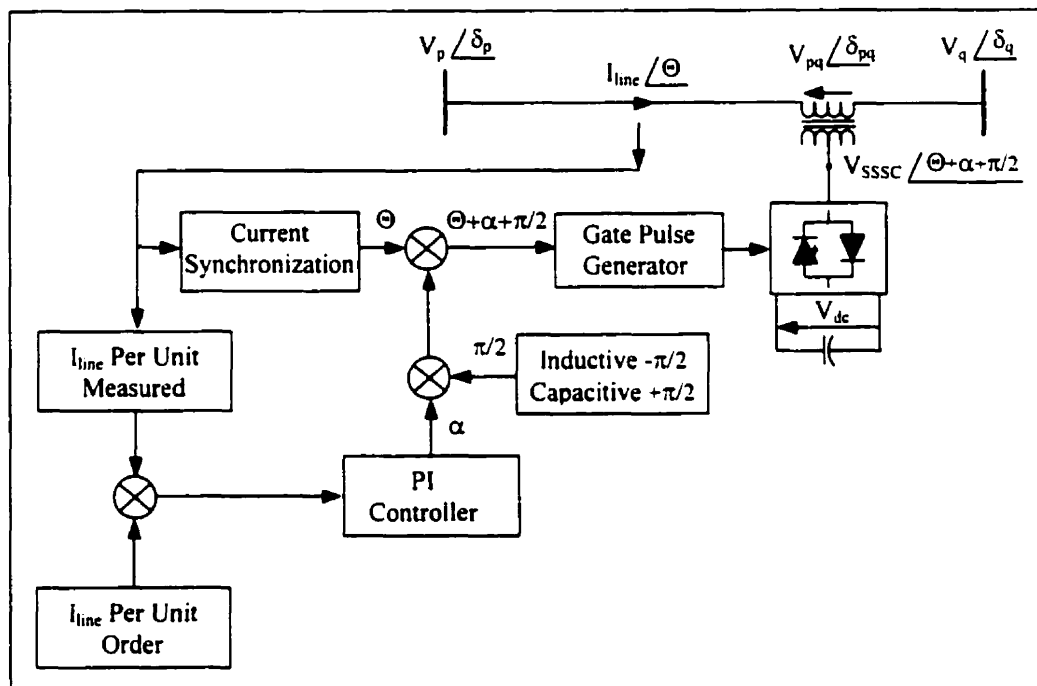 V_p ∠δ_p
V_pq ∠δ_pq
V_q ∠δ_q
I_line ∠Θ
V_SSSC ∠Θ+α+π/2
Current
Synchronization
Θ
Θ+α+π/2
Gate Pulse
Generator
V_dc
I_line Per Unit
Measured
π/2
Inductive -π/2
Capacitive +π/2
α
PI
Controller
I_line Per Unit
Order